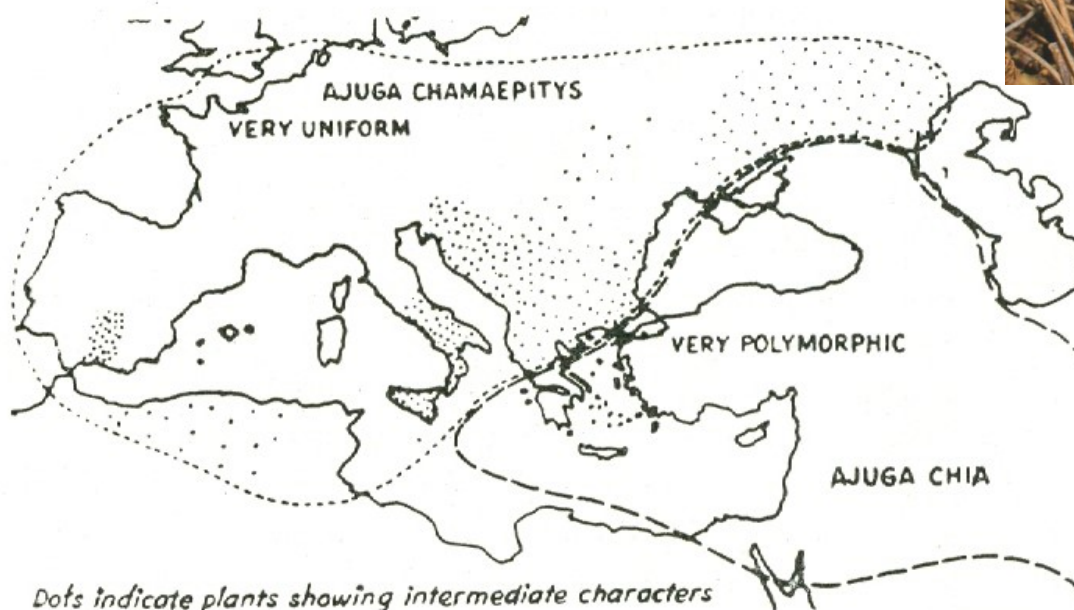 AJUGA CHAMAEPITYS
VERY UNIFORM
VERY POLYMORPHIC
AJUGA CHIA
Dots indicate plants showing intermediate characters